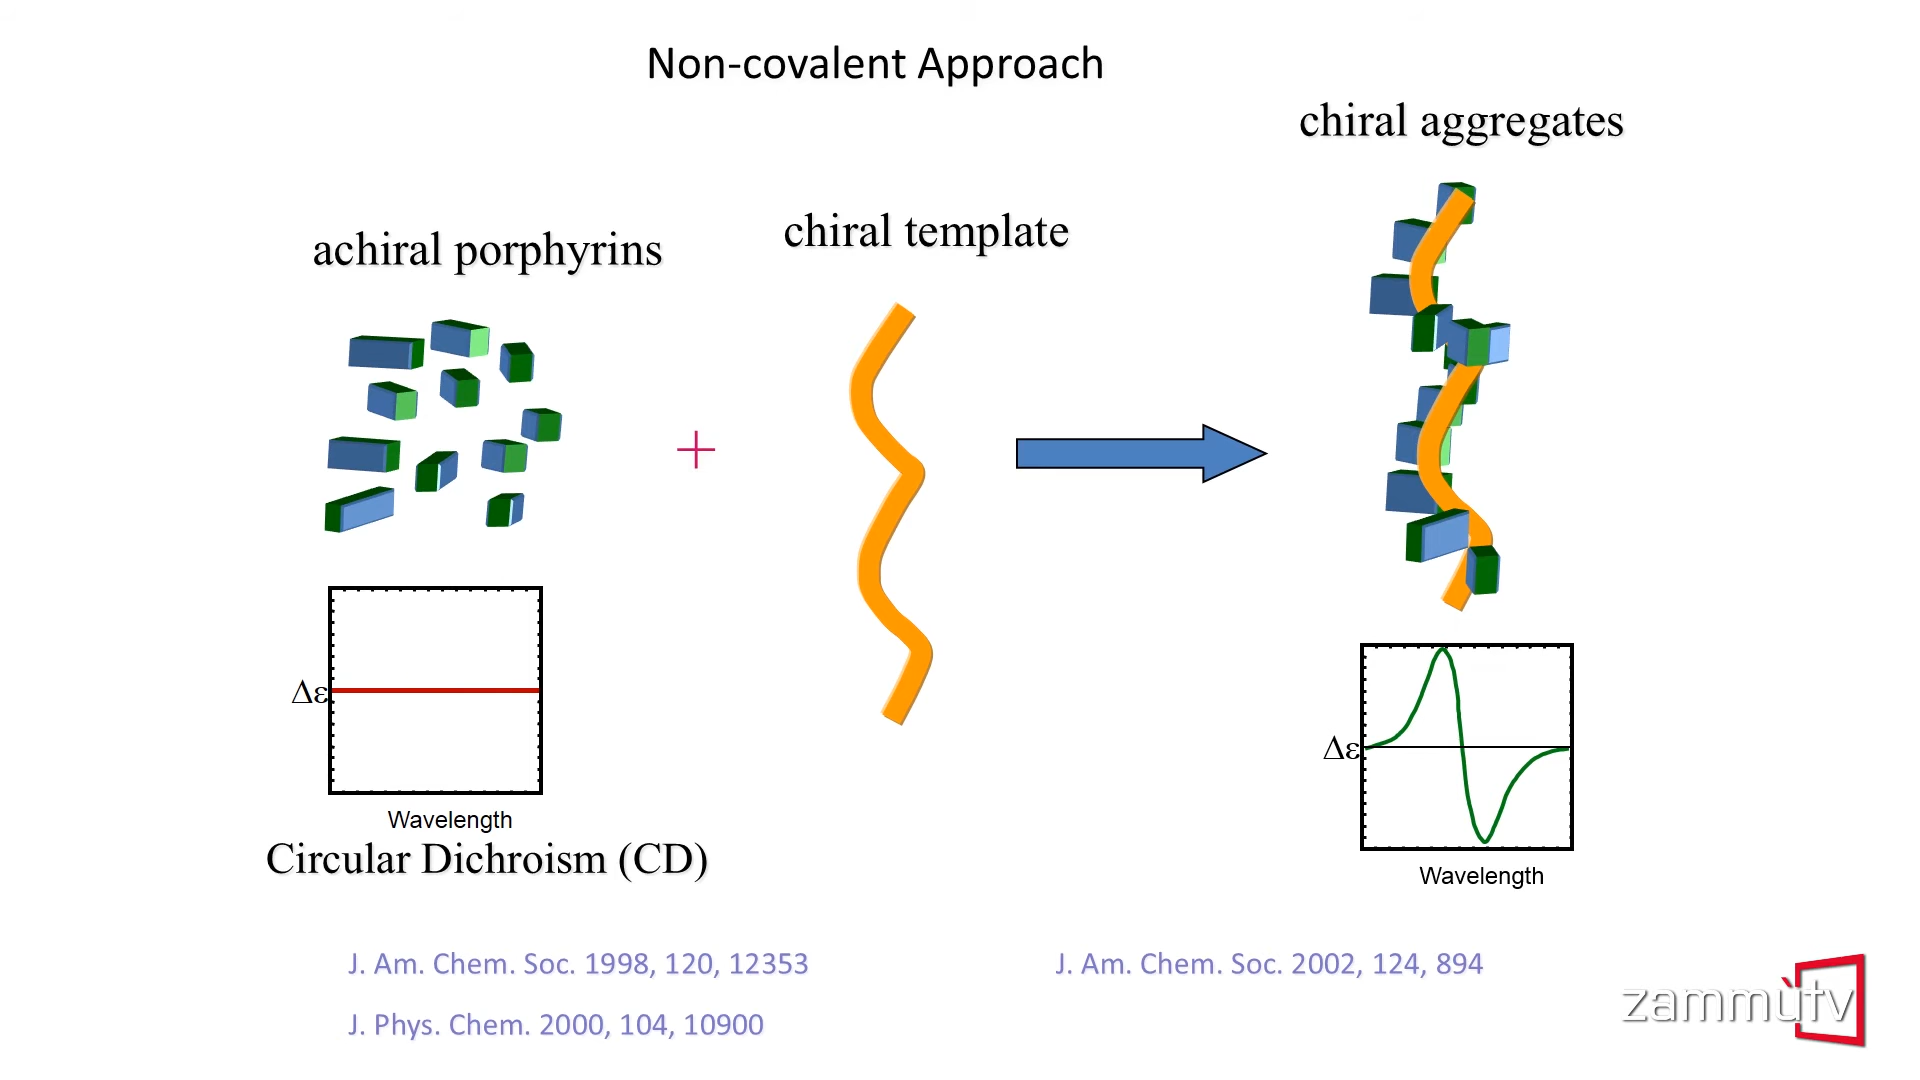 Non-covalent Approach
chiral aggregates
achiral porphyrins
chiral template
+
Δε
Wavelength
Circular Dichroism (CD)
Δε
Wavelength
J. Am. Chem. Soc. 1998, 120, 12353
J. Am. Chem. Soc. 2002, 124, 894
J. Phys. Chem. 2000, 104, 10900
zammùtv